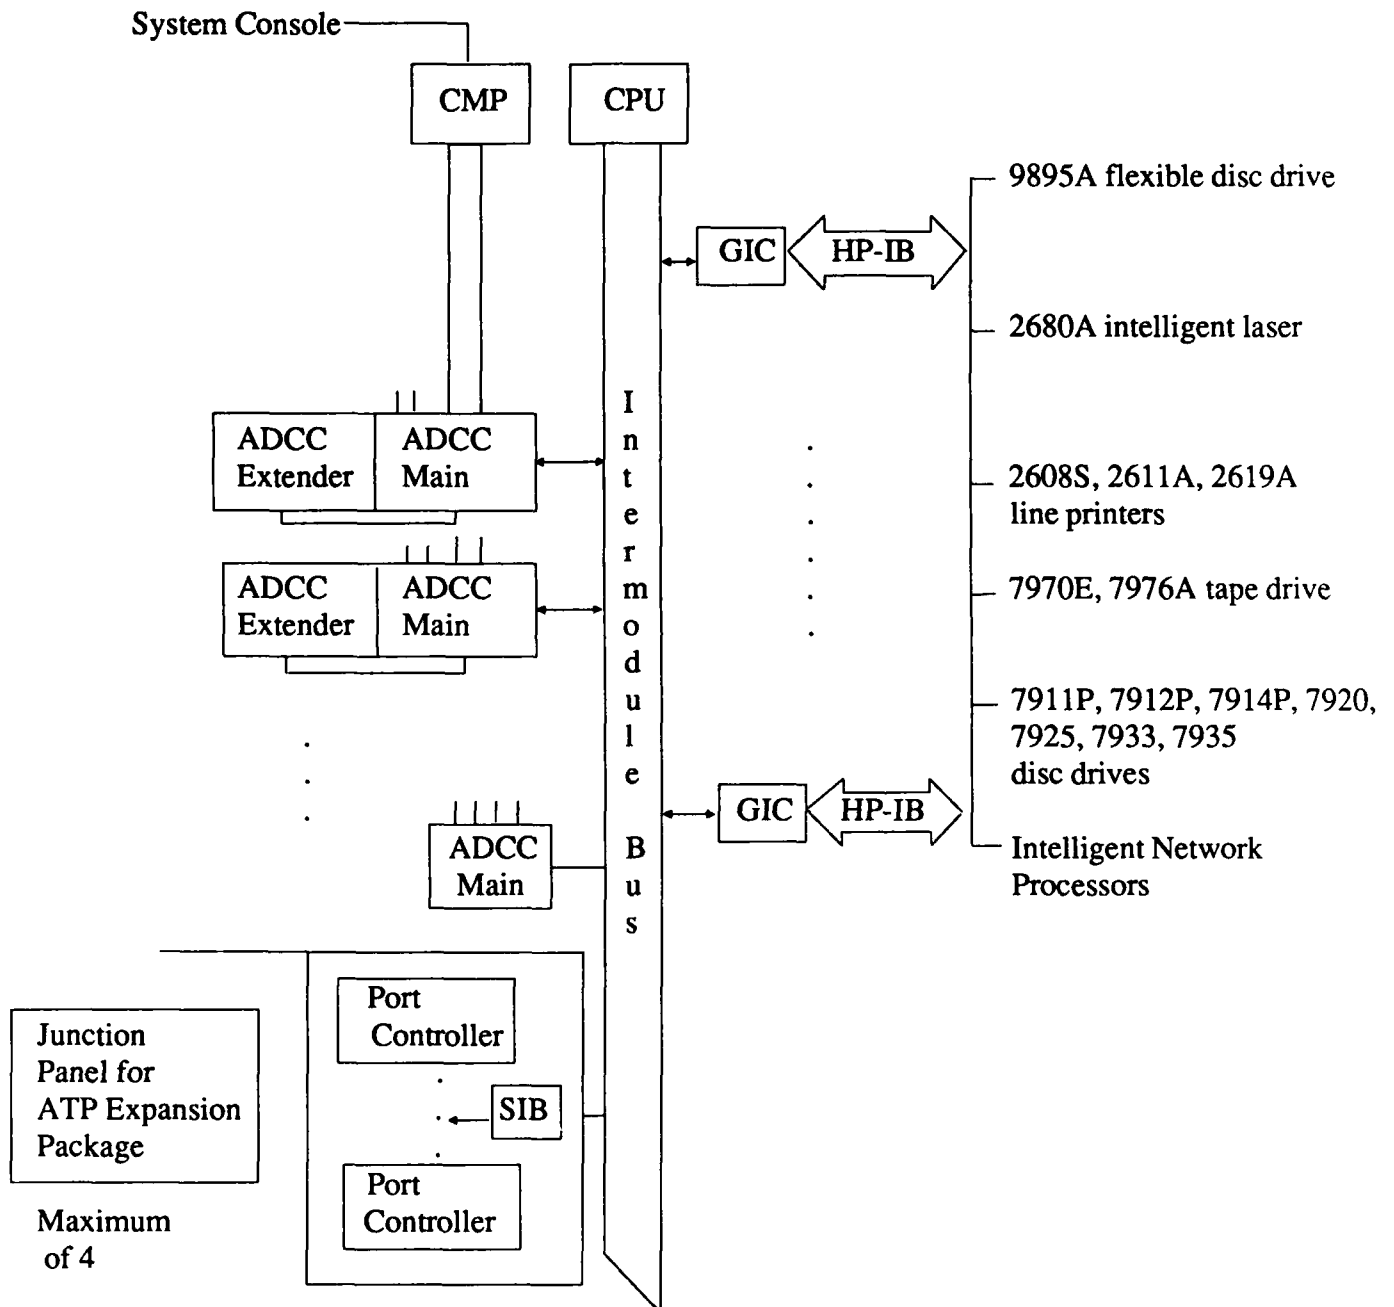 System Console
CMP
CPU
9895A flexible disc drive
GIC
HP-IB
2680A intelligent laser
Intermodule Bus
ADCC
Extender
ADCC
Main
2608S, 2611A, 2619A
line printers
ADCC
Extender
ADCC
Main
7970E, 7976A tape drive
7911P, 7912P, 7914P, 7920,
7925, 7933, 7935
disc drives
GIC
HP-IB
ADCC
Main
Intelligent Network
Processors
Port
Controller
Junction
Panel for
ATP Expansion
Package
SIB
Port
Controller
Maximum
of 4